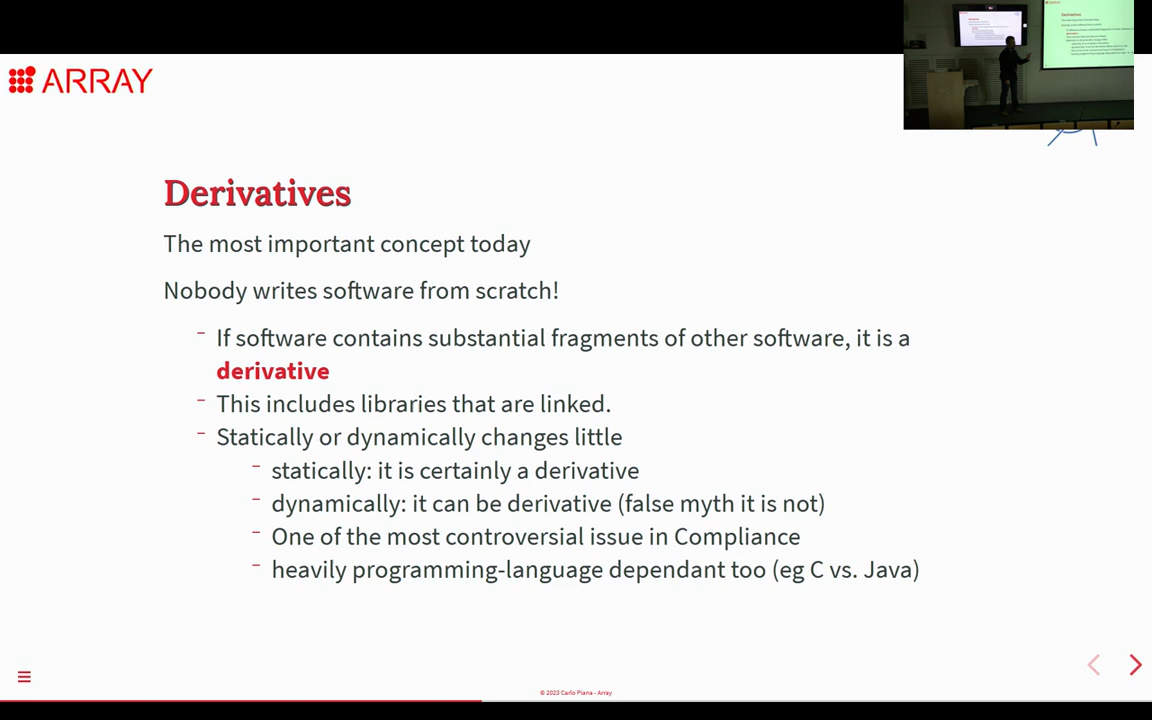 ARRAY
Derivatives
The most important concept today
Nobody writes software from scratch!
If software contains substantial fragments of other software, it is a
derivative
This includes libraries that are linked.
Statically or dynamically changes little
statically: it is certainly a derivative
dynamically: it can be derivative (false myth it is not)
One of the most controversial issue in Compliance
heavily programming-language dependant too (eg C vs. Java)
© 2023 Carlo Piana - Array